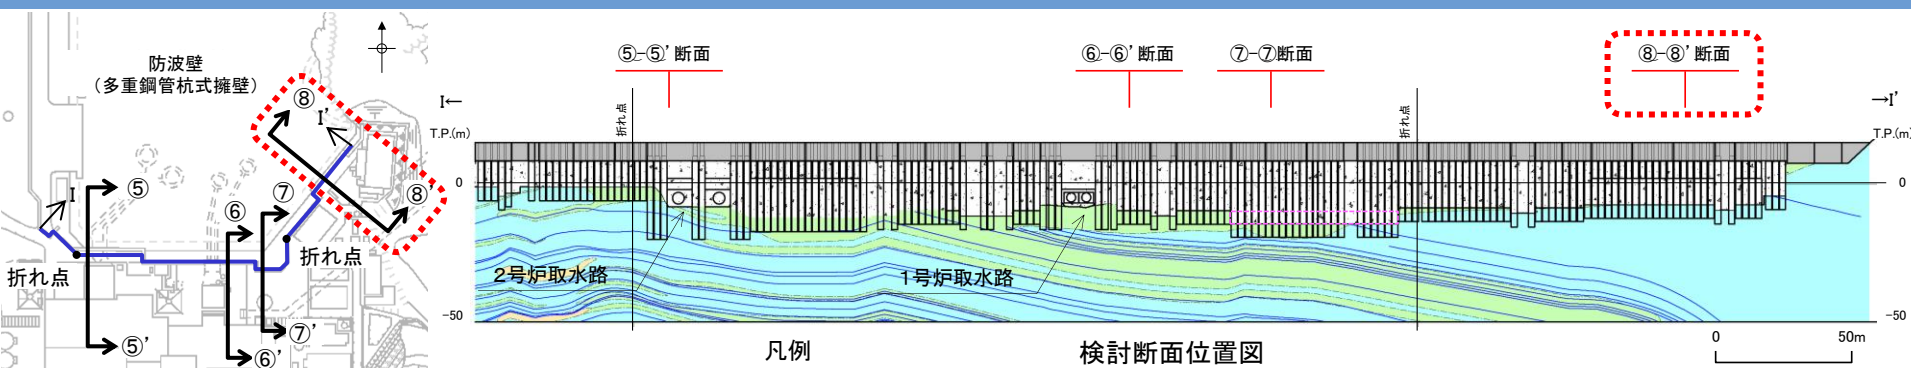 防波壁
(多重鋼管杭式擁壁)
⑧
I'
I
⑤
⑦
⑥
⑧'
折れ点
折れ点
⑤'
⑦'
⑥'
⑤-⑤' 断面
⑥-⑥' 断面
⑦-⑦断面
⑧-⑧' 断面
I←
→I'
折れ点
折れ点
T.P.(m)
T.P.(m)
0
0
2号炉取水路
1号炉取水路
-50
-50
凡例
検討断面位置図
0
50m